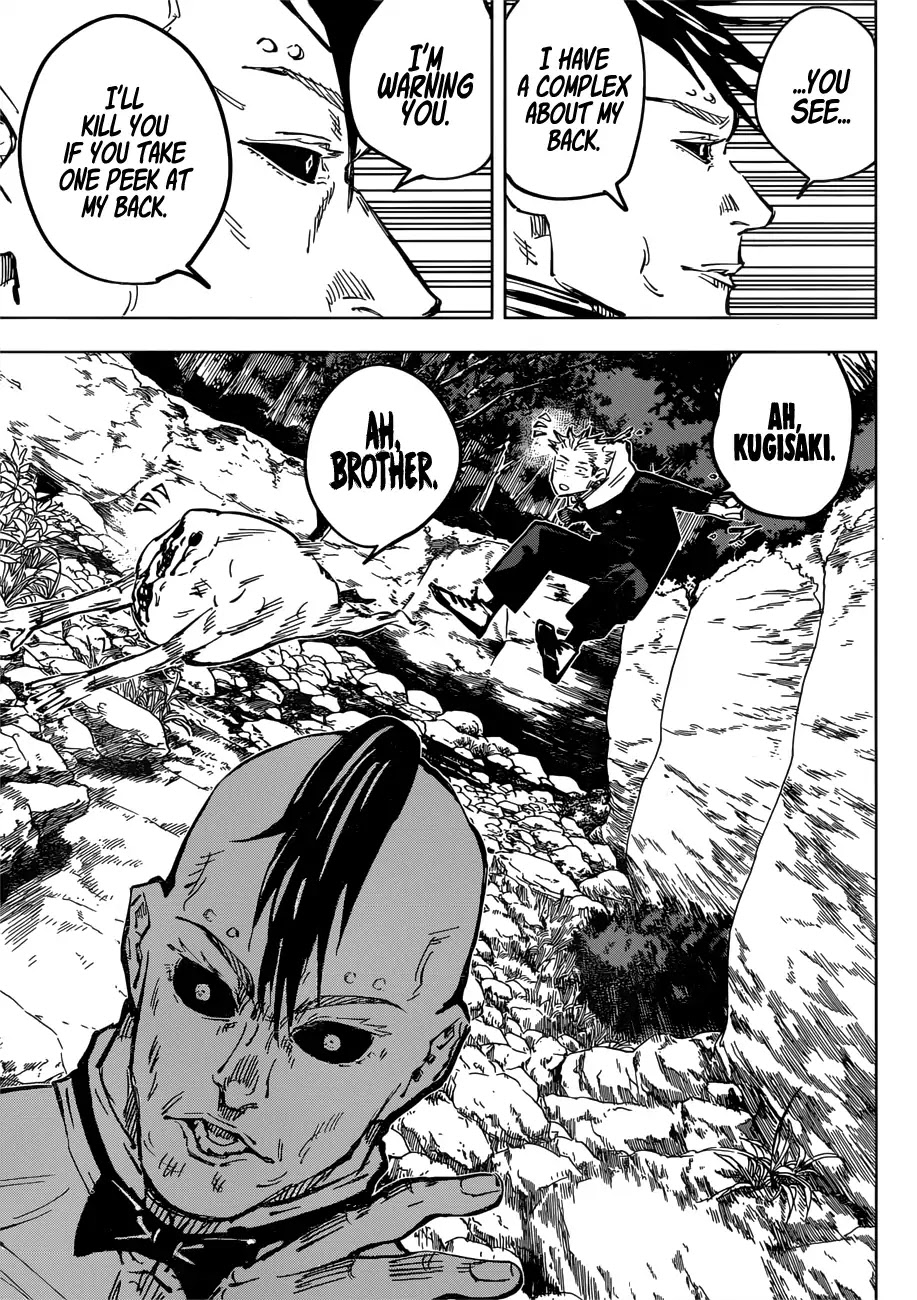 ...YOU
SEE...
I HAVE
A COMPLEX
ABOUT MY
BACK.
I'M
WARNING
YOU.
I'LL
KILL YOU
IF YOU TAKE
ONE PEEK AT
MY BACK.
AH,
KUGISAKI.
AH,
BROTHER.